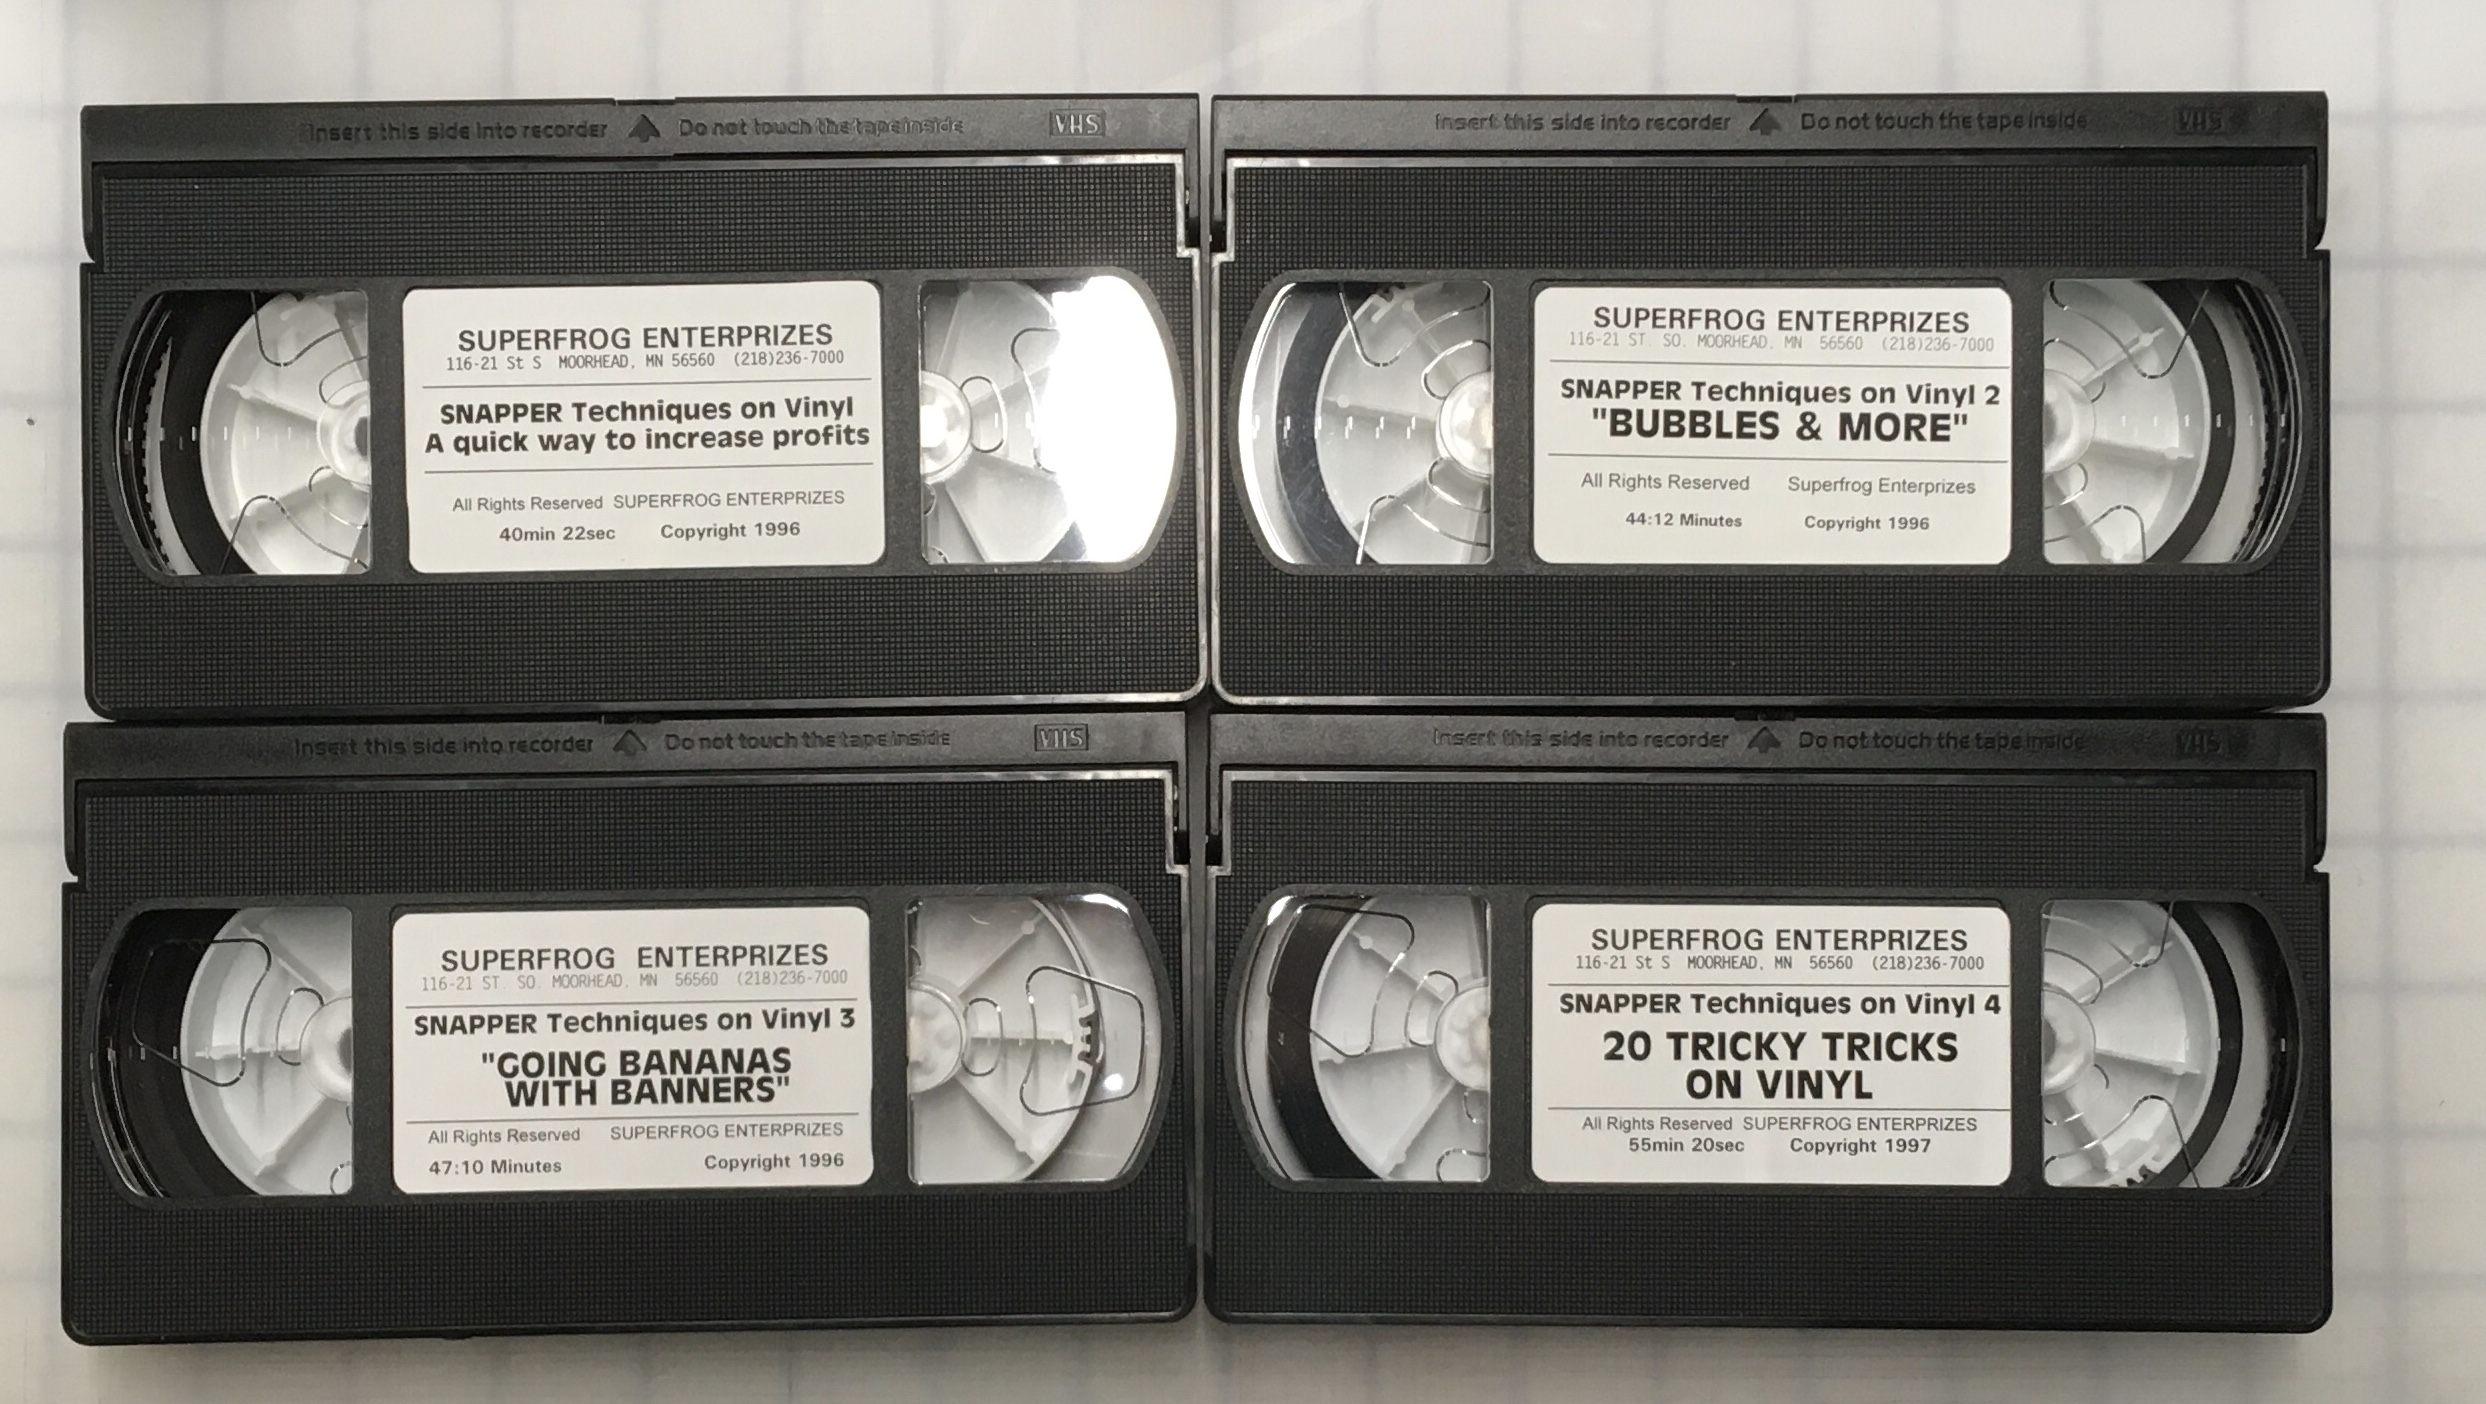 Insert this side into recorder Do not touch the tape inside VHS
SUPERFROG ENTERPRIZES
116-21 St S MOORHEAD, MN 56560 (218)236-7000
SNAPPER Techniques on Vinyl
A quick way to increase profits
All Rights Reserved SUPERFROG ENTERPRIZES
40min 22sec Copyright 1996
Insert this side into recorder Do not touch the tape inside VHS
SUPERFROG ENTERPRIZES
116-21 ST. SO. MOORHEAD, MN 56560 (218)236-7000
SNAPPER Techniques on Vinyl 2
"BUBBLES & MORE"
All Rights Reserved Superfrog Enterprizes
44:12 Minutes Copyright 1996
Insert this side into recorder Do not touch the tape inside VHS
SUPERFROG ENTERPRIZES
116-21 ST. SO. MOORHEAD, MN 56560 (218)236-7000
SNAPPER Techniques on Vinyl 3
"GOING BANANAS
WITH BANNERS"
All Rights Reserved SUPERFROG ENTERPRIZES
47:10 Minutes Copyright 1996
Insert this side into recorder Do not touch the tape inside VHS
SUPERFROG ENTERPRIZES
116-21 St S MOORHEAD, MN 56560 (218)236-7000
SNAPPER Techniques on Vinyl 4
20 TRICKY TRICKS
ON VINYL
All Rights Reserved SUPERFROG ENTERPRIZES
55min 20sec Copyright 1997